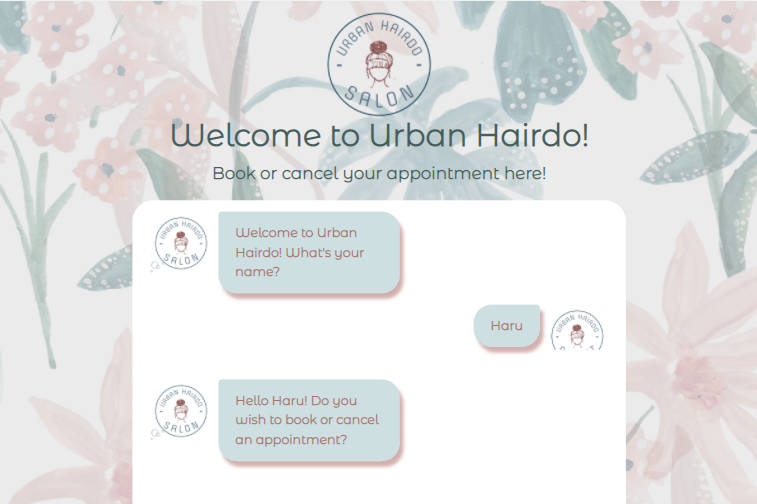 URBAN HAIRDO
SALON
Welcome to Urban Hairdo!
Book or cancel your appointment here!
URBAN HAIRDO
SALON
Welcome to Urban
Hairdo! What's your
name?
Haru
URBAN HAIRDO
URBAN HAIRDO
SALON
Hello Haru! Do you
wish to book or cancel
an appointment?